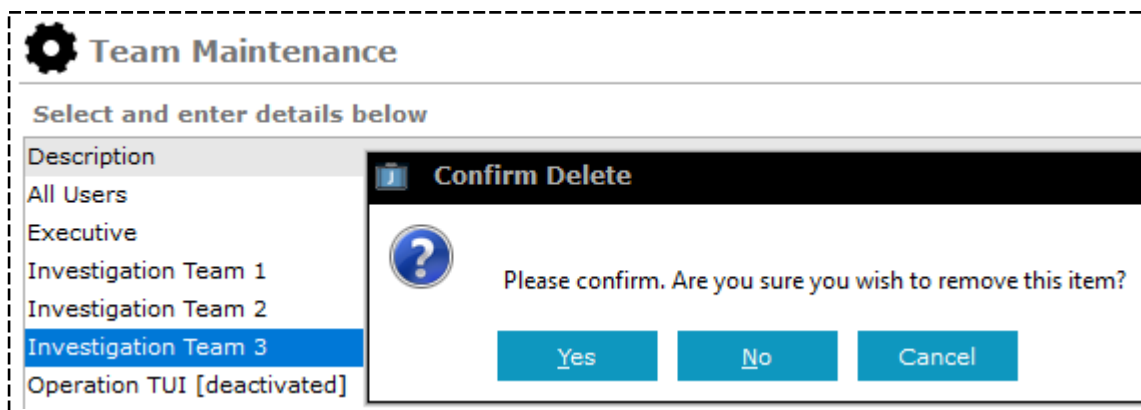 Team Maintenance
Select and enter details below
Description
All Users
Executive
Investigation Team 1
Investigation Team 2
Investigation Team 3
Operation TUI [deactivated]
Confirm Delete
Please confirm. Are you sure you wish to remove this item?
Yes No Cancel